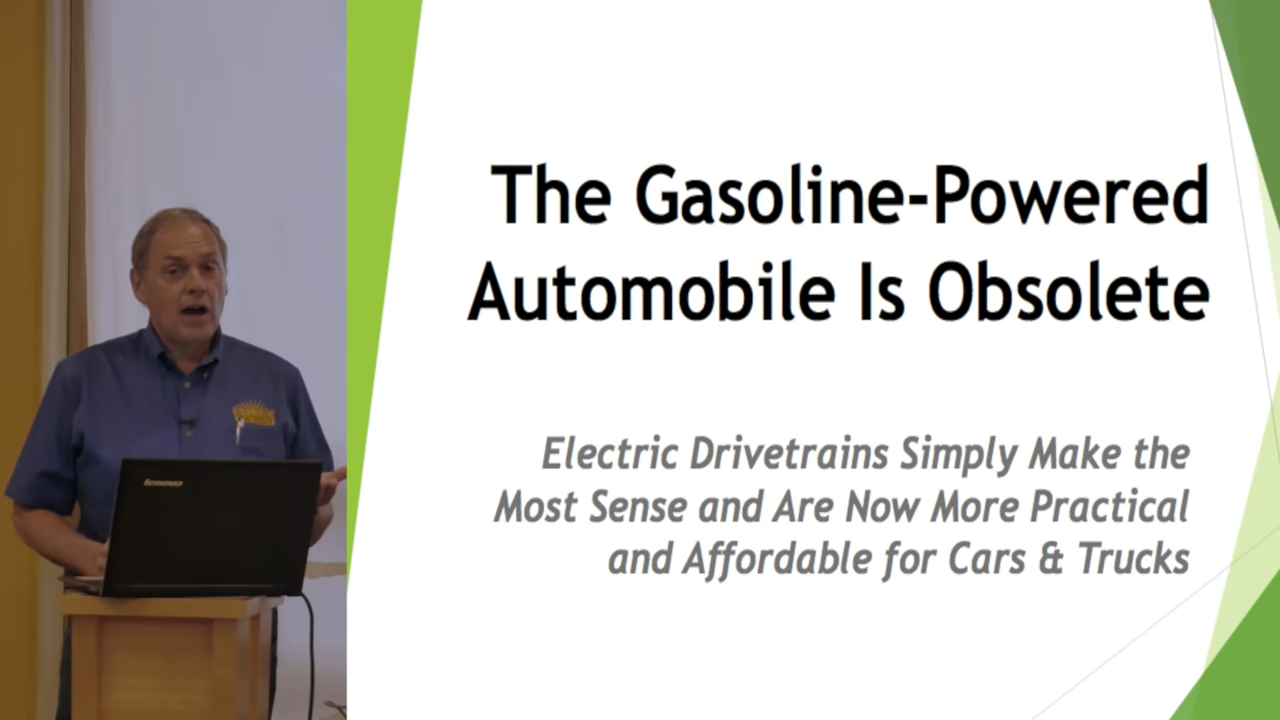 The Gasoline-Powered
Automobile Is Obsolete
Electric Drivetrains Simply Make the
Most Sense and Are Now More Practical
and Affordable for Cars & Trucks
lenovo